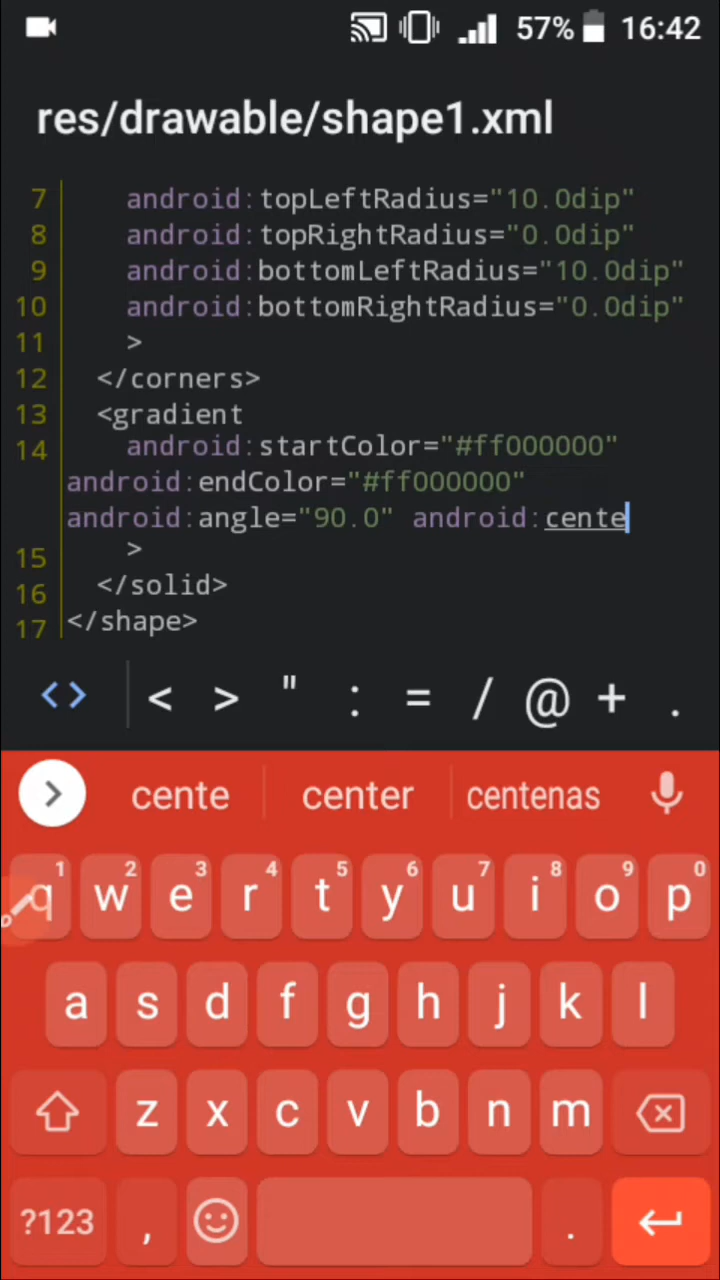 57% 16:42
res/drawable/shape1.xml
7 android:topLeftRadius="10.0dip"
8 android:topRightRadius="0.0dip"
9 android:bottomLeftRadius="10.0dip"
10 android:bottomRightRadius="0.0dip"
11 >
12 </corners>
13 <gradient
14 android:startColor="#ff000000"
android:endColor="#ff000000"
android:angle="90.0" android:cente
15 >
16 </solid>
17 </shape>
<> < > " : = / @ + .
cente center centenas
1 2 3 4 5 6 7 8 9 0
q w e r t y u i o p
a s d f g h j k l
z x c v b n m
?123 , .